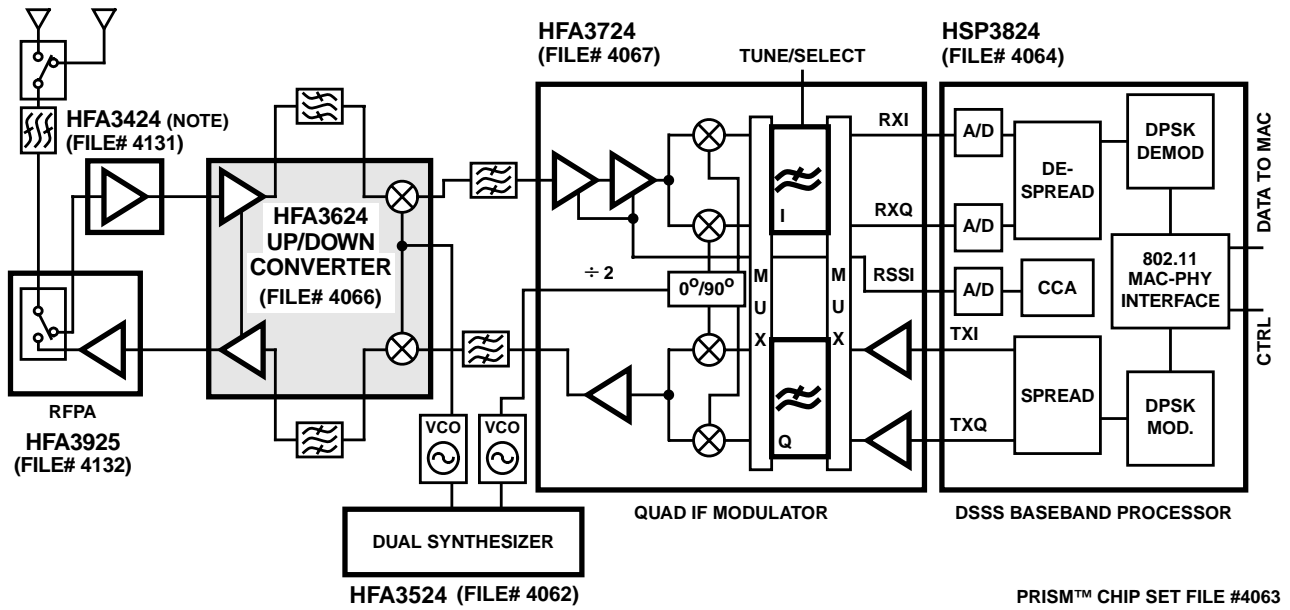 HFA3424 (NOTE)
(FILE# 4131)
HFA3624
UP/DOWN
CONVERTER
(FILE# 4066)
RFPA
HFA3925
(FILE# 4132)
VCO
VCO
DUAL SYNTHESIZER
HFA3524 (FILE# 4062)
HFA3724
(FILE# 4067)
TUNE/SELECT
÷ 2
0°/90°
M
U
X
I
Q
M
U
X
QUAD IF MODULATOR
RXI
RXQ
RSSI
TXI
TXQ
HSP3824
(FILE# 4064)
A/D
A/D
A/D
DE-
SPREAD
CCA
SPREAD
DPSK
DEMOD
802.11
MAC-PHY
INTERFACE
DPSK
MOD.
DATA TO MAC
CTRL
DSSS BASEBAND PROCESSOR
PRISM™ CHIP SET FILE #4063